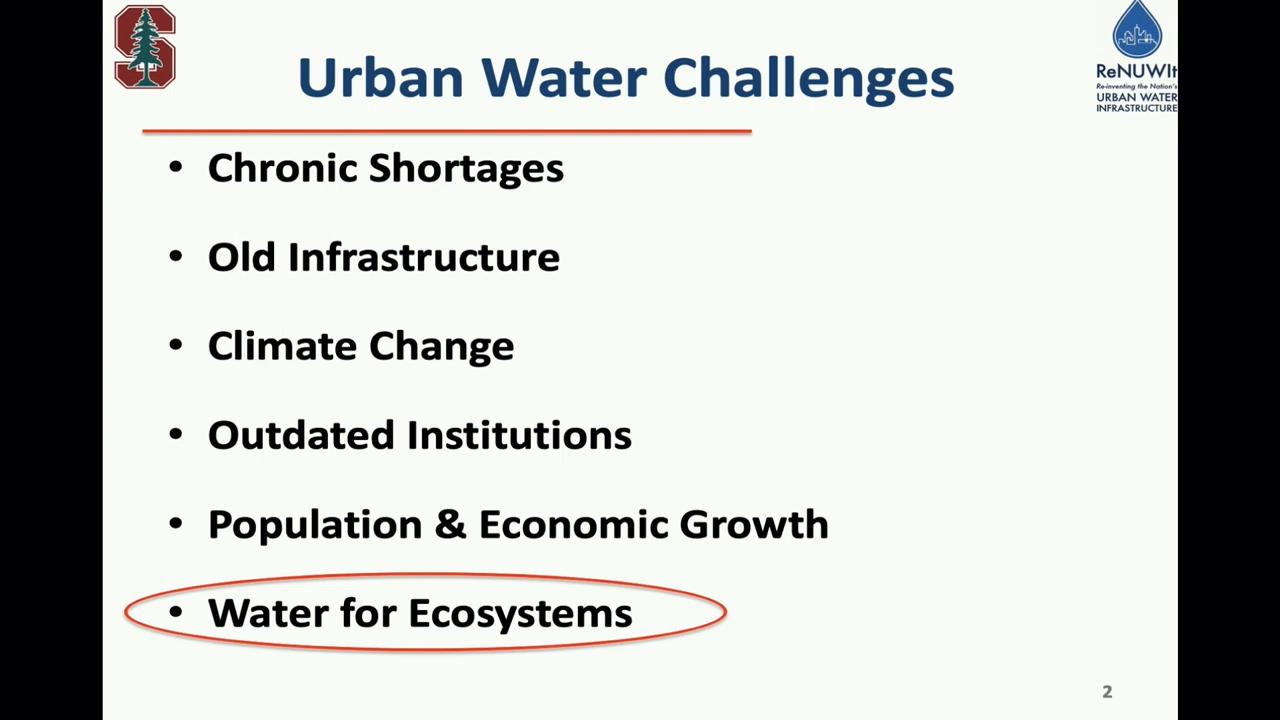 Urban Water Challenges
ReNUWIt
Re-inventing the Nation's
URBAN WATER
INFRASTRUCTURE
• Chronic Shortages
• Old Infrastructure
• Climate Change
• Outdated Institutions
• Population & Economic Growth
• Water for Ecosystems
2